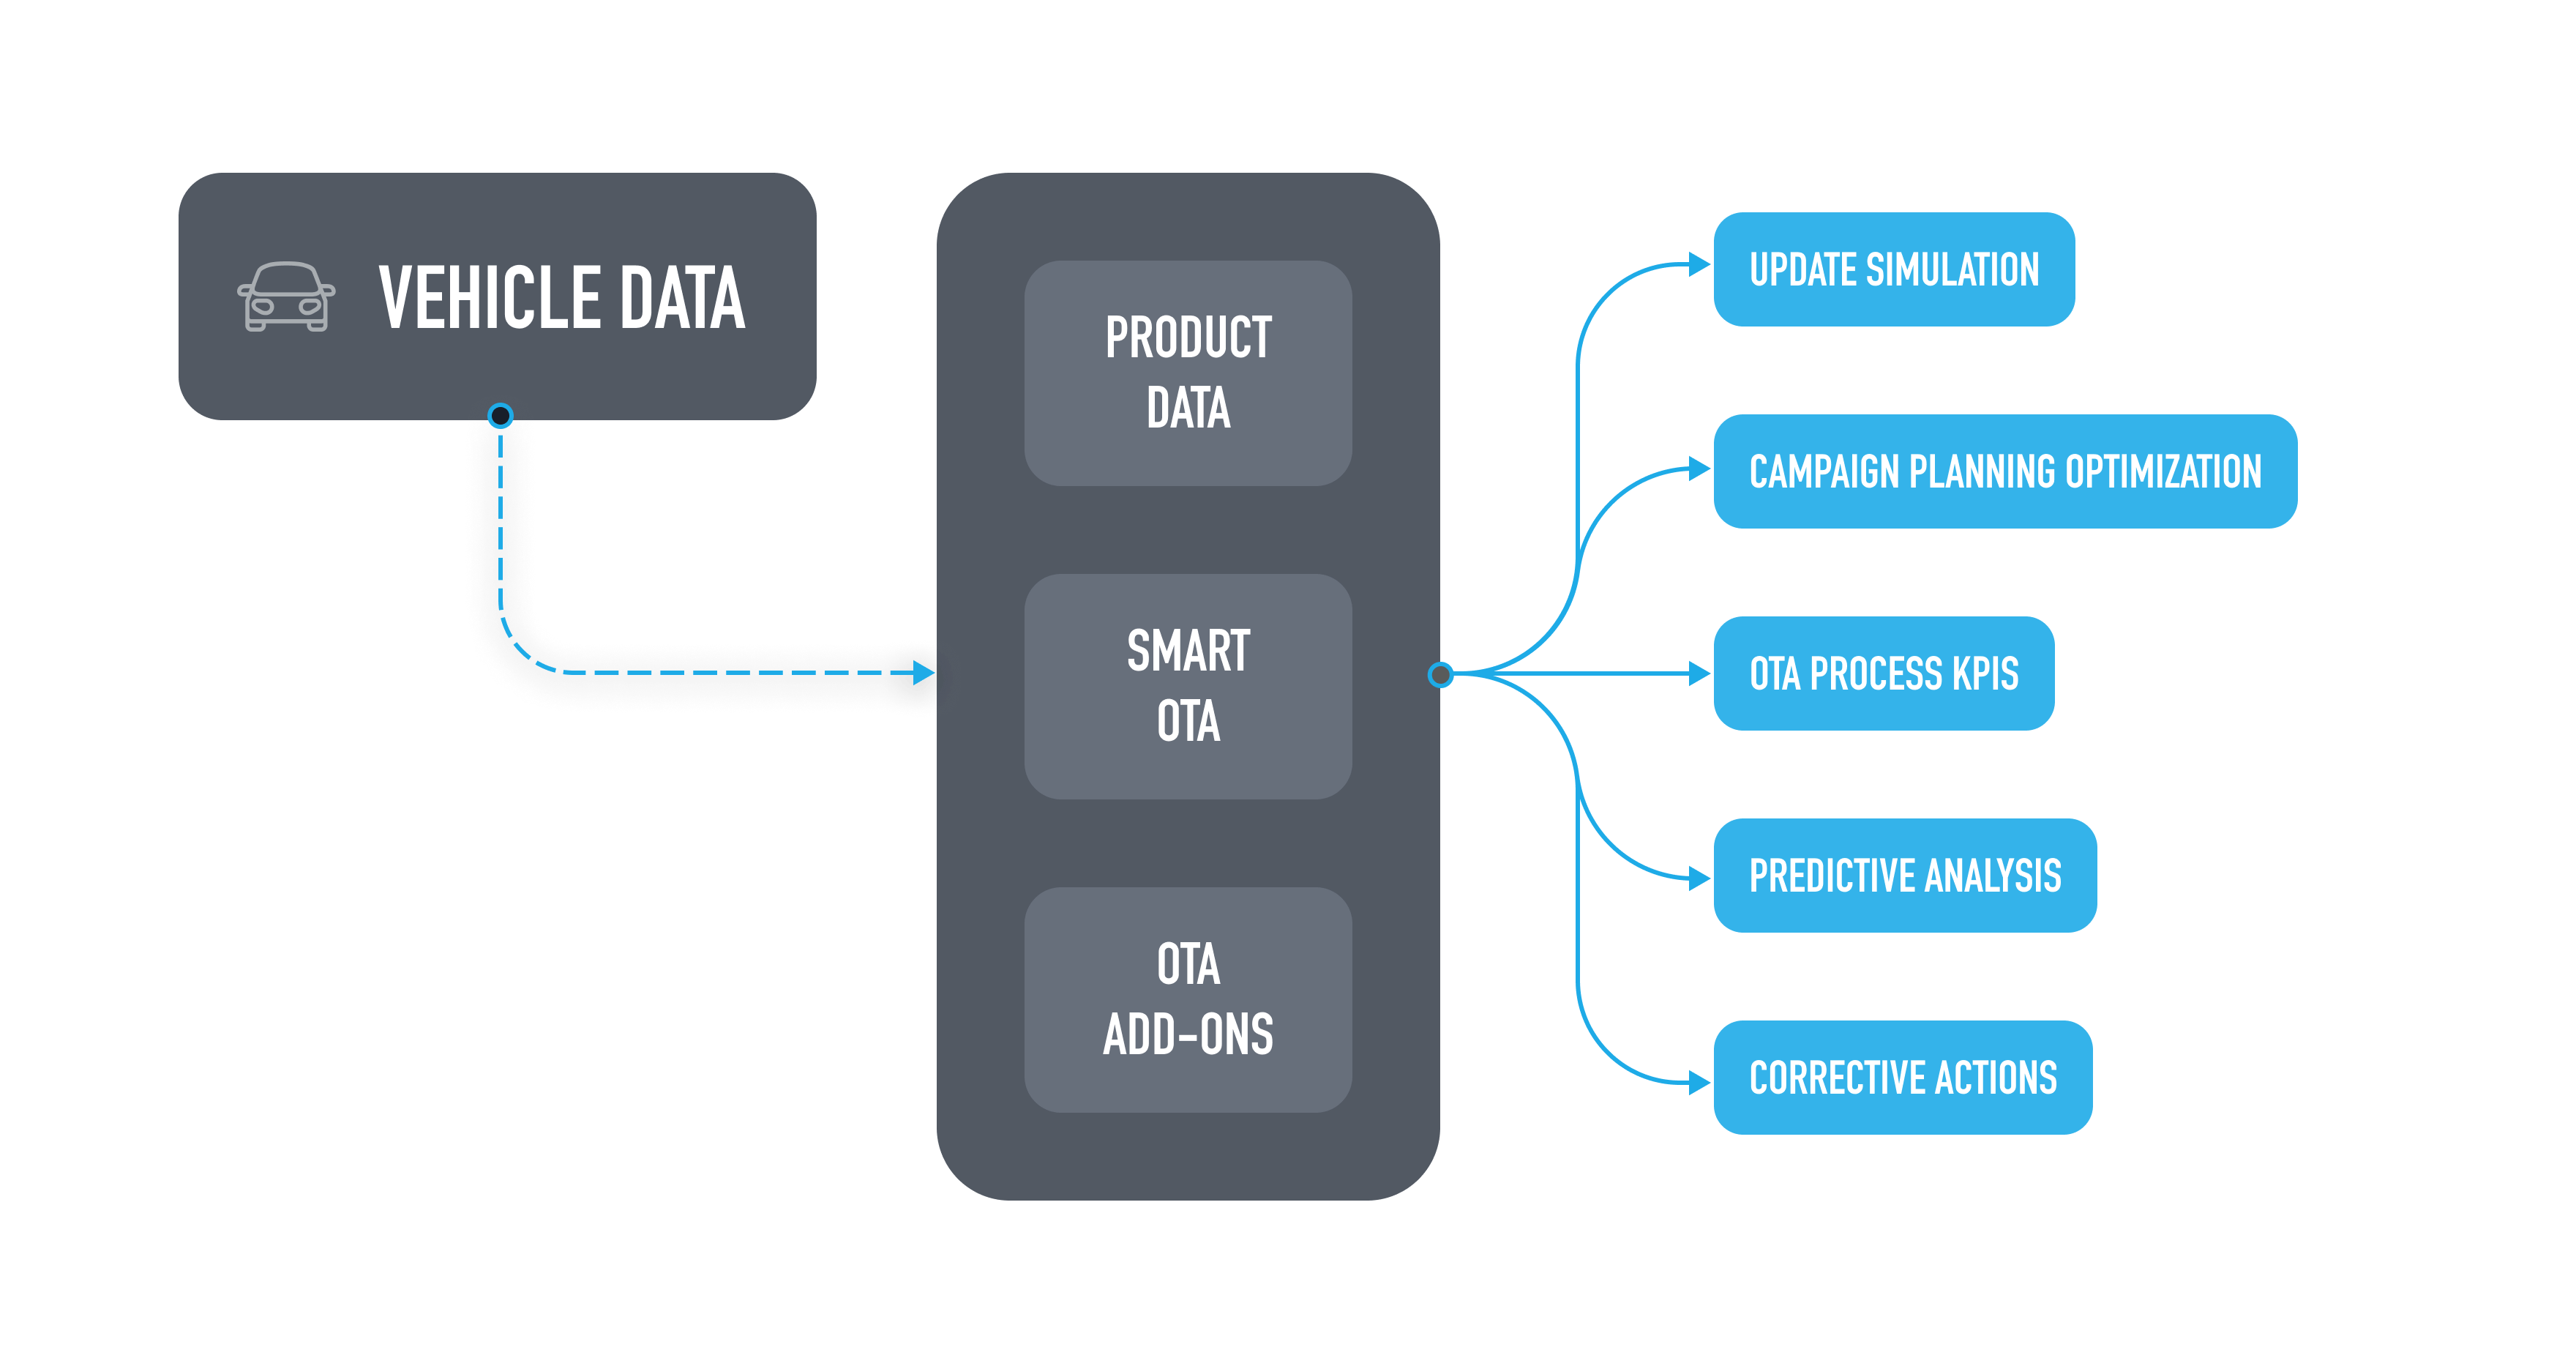 VEHICLE DATA
PRODUCT
DATA
SMART
OTA
OTA
ADD-ONS
UPDATE SIMULATION
CAMPAIGN PLANNING OPTIMIZATION
OTA PROCESS KPIS
PREDICTIVE ANALYSIS
CORRECTIVE ACTIONS